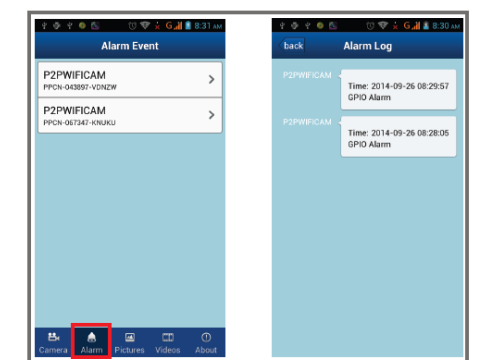 8:31 AM
Alarm Event
P2PWIFICAM
PPCN-043897-VDNZW
P2PWIFICAM
PPCN-067347-KNUKU
Camera Alarm Pictures Videos About
8:30 AM
back Alarm Log
P2PWIFICAM
Time: 2014-09-26 08:29:57
GPIO Alarm
P2PWIFICAM
Time: 2014-09-26 08:28:05
GPIO Alarm